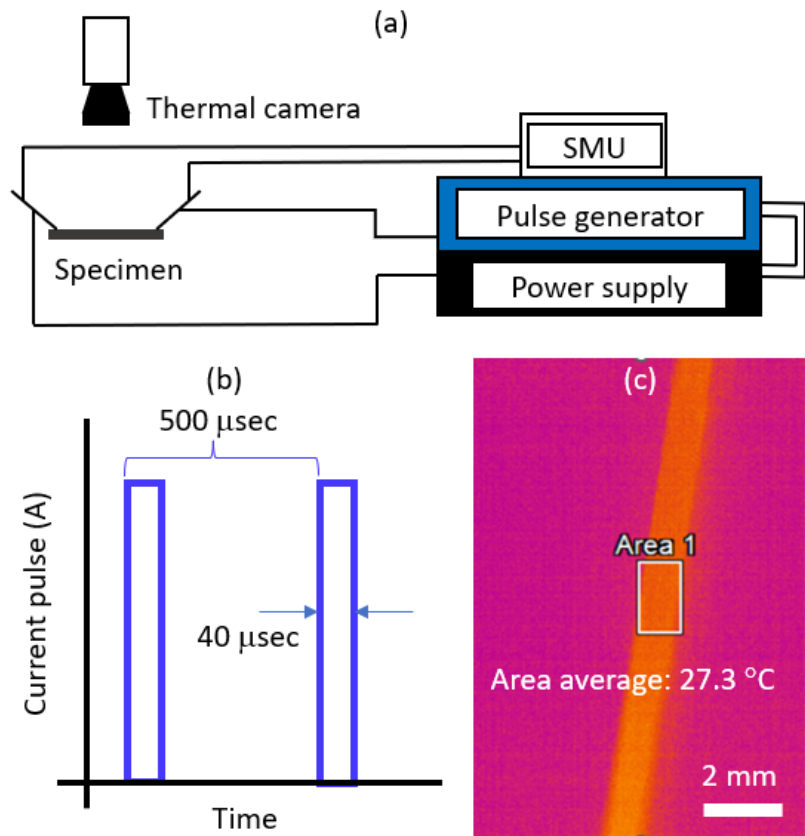 (a)
Thermal camera
SMU
Pulse generator
Specimen
Power supply
(b)
500 μsec
Current pulse (A)
40 μsec
Time
(c)
Area 1
Area average: 27.3 °C
2 mm